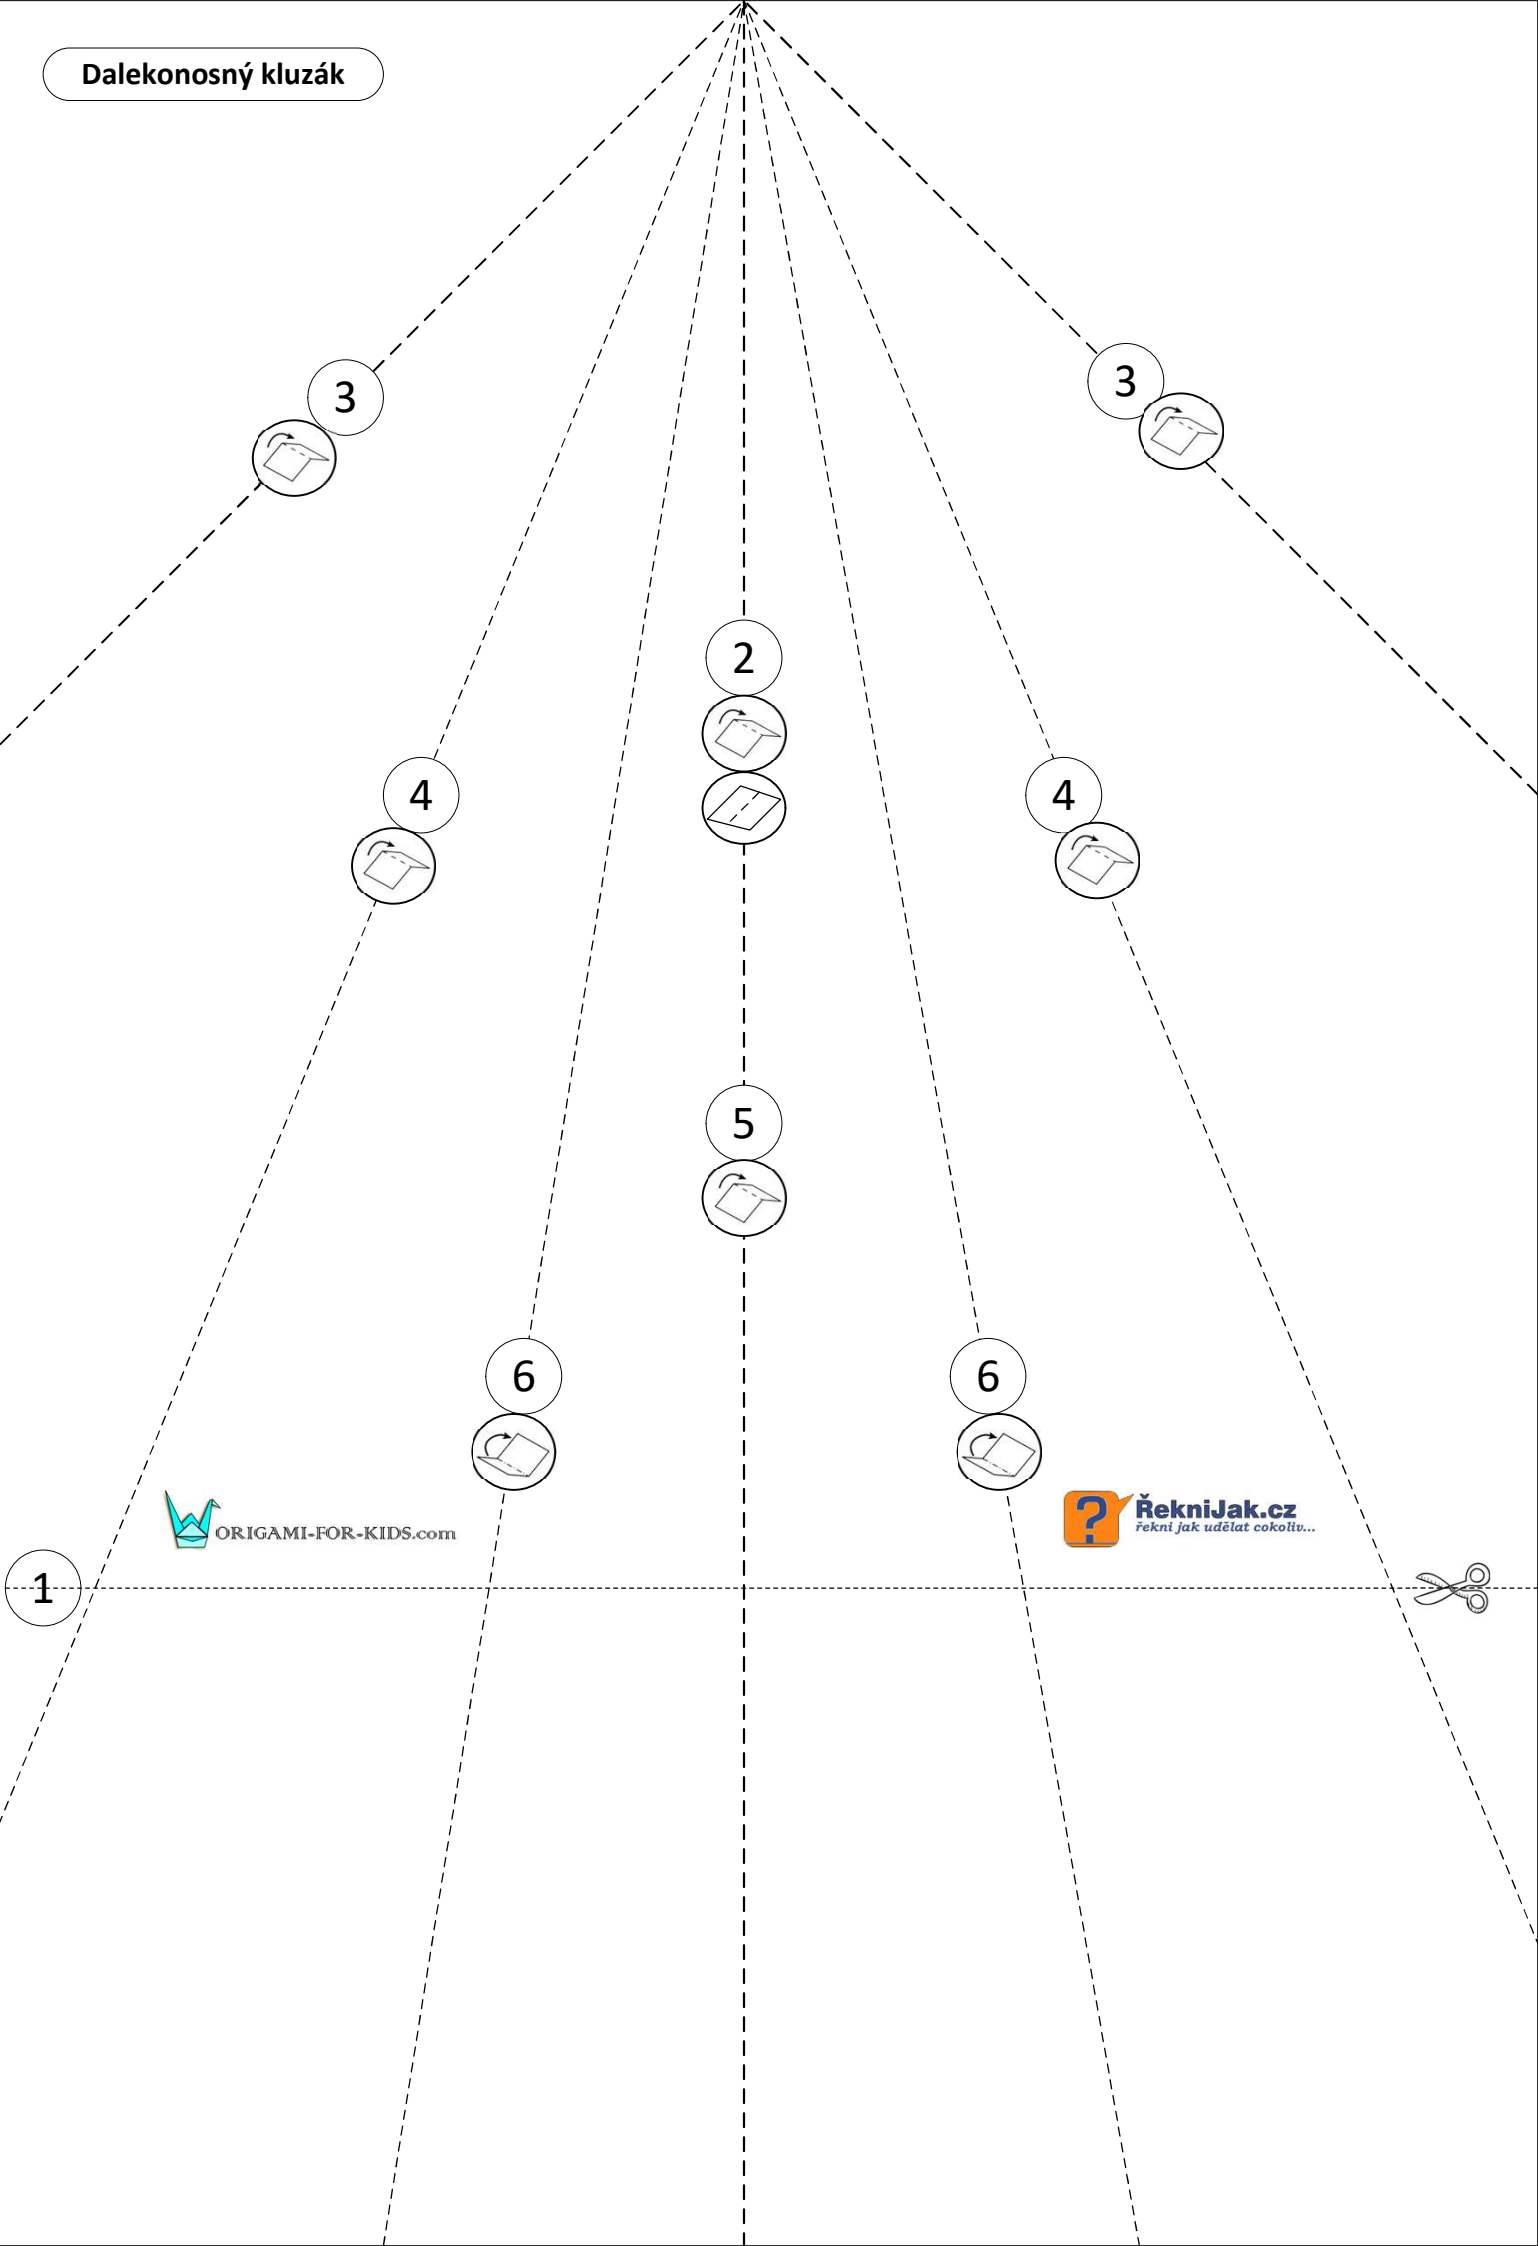 Dalekonosný kluzák
3
3
2
4
4
5
6
6
ORIGAMI-FOR-KIDS.com
ŘekniJak.cz
řekni jak udělat cokoliv...
1